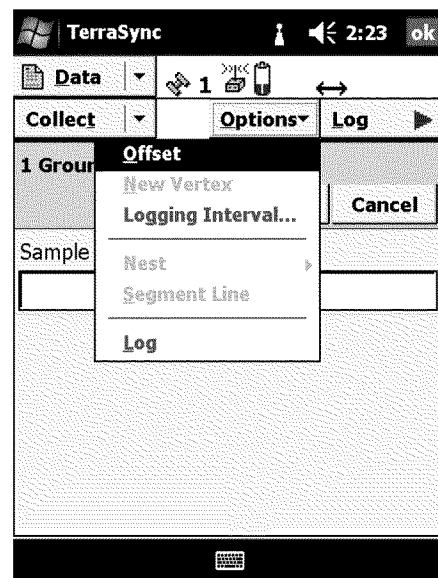 TerraSync 2:23 ok
Data 1
Collect Options Log
1 Groun
Offset
New Vertex
Logging Interval...
Cancel
Sample
Nest
Segment Line
Log